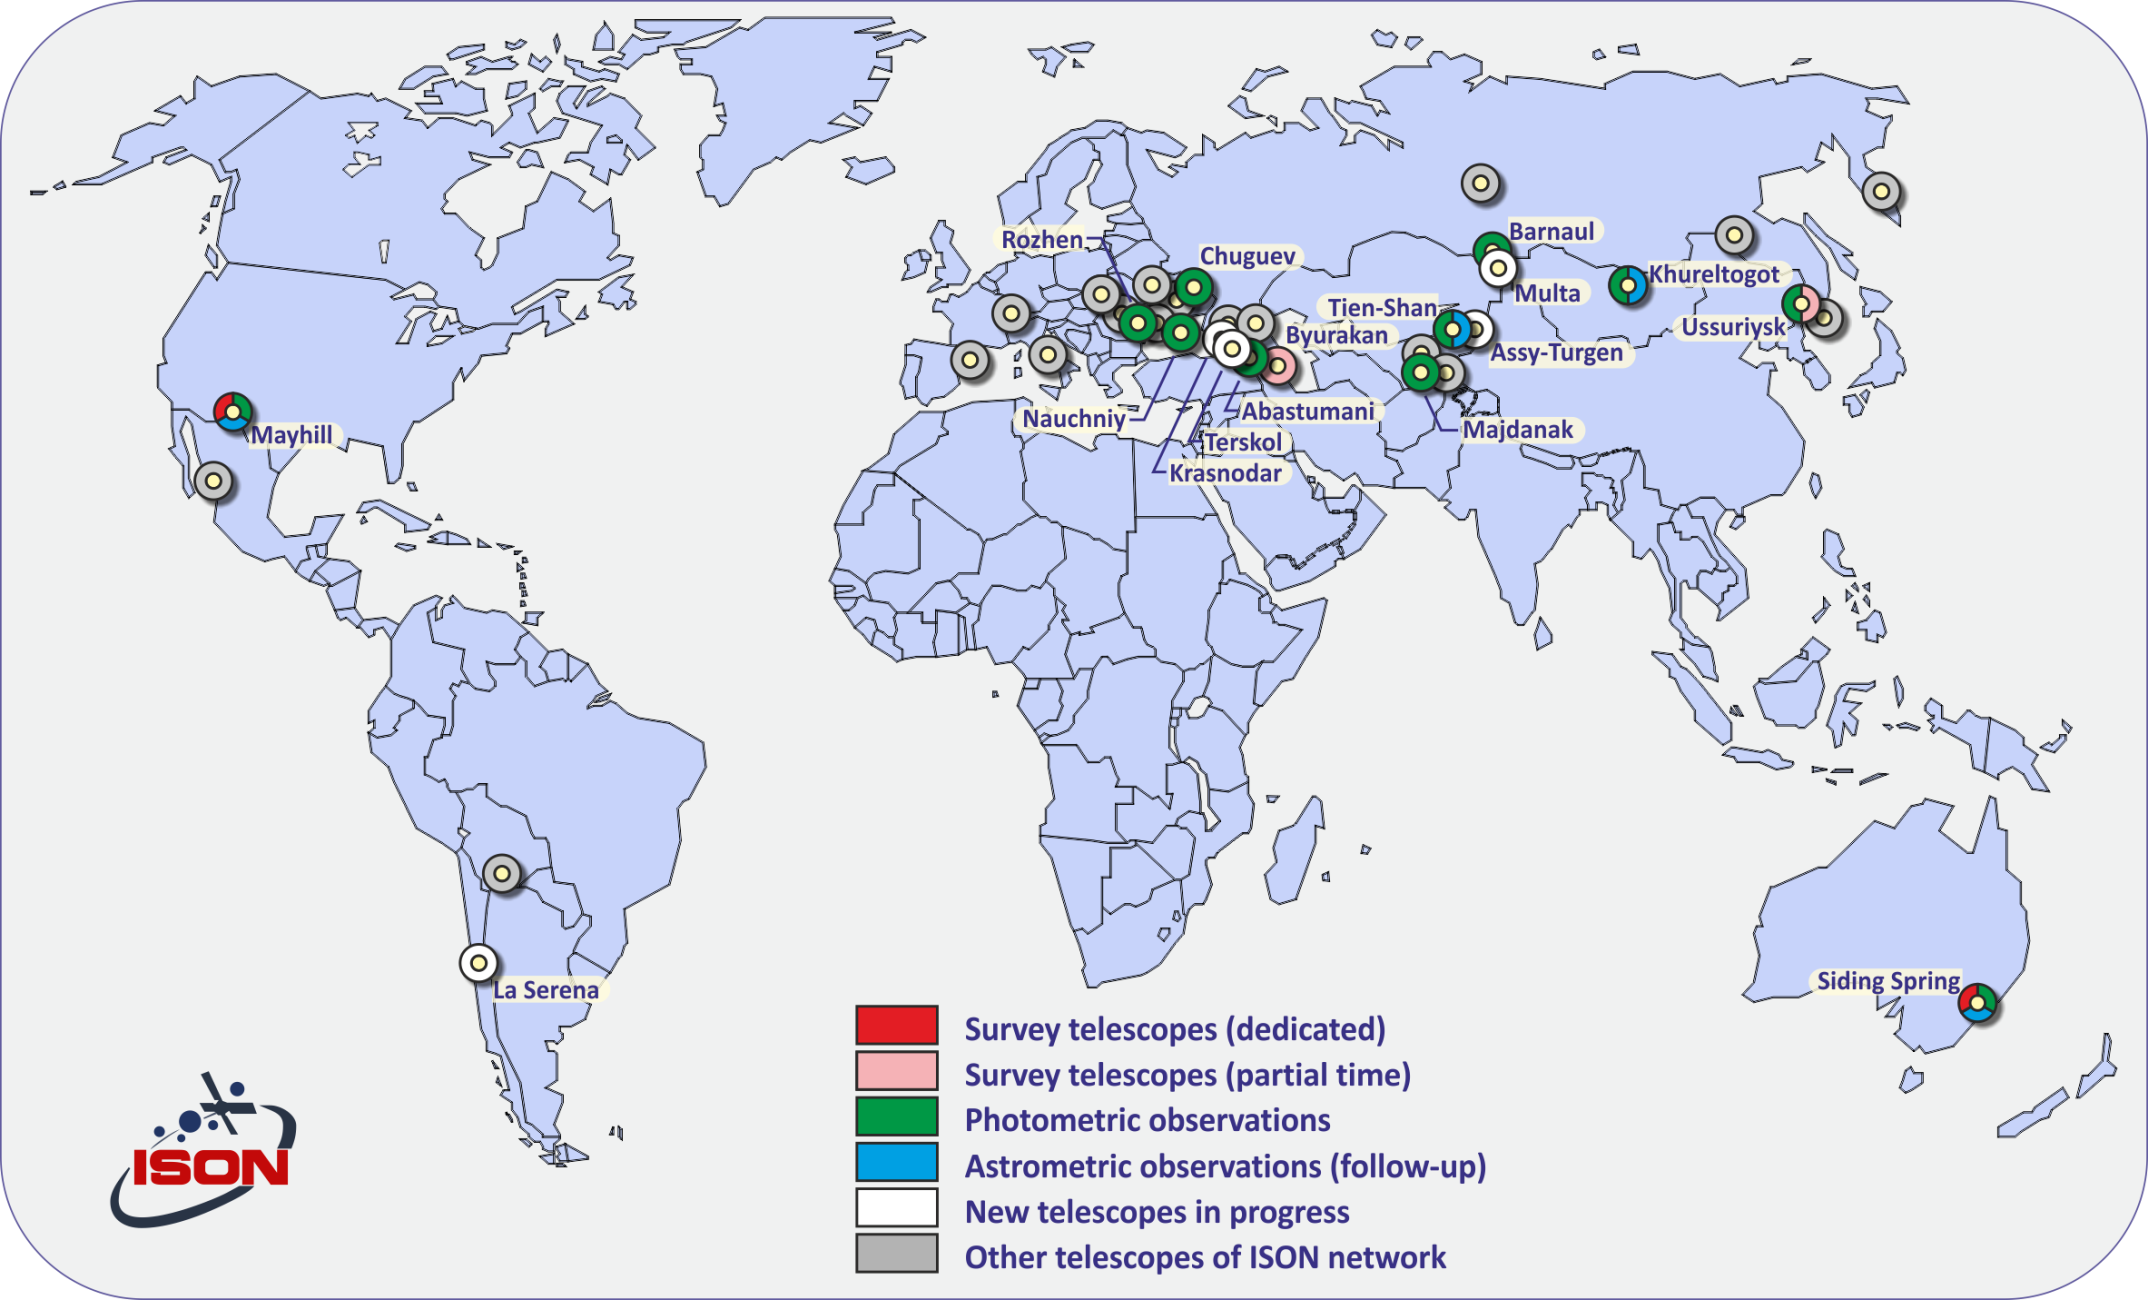 Rozhen
Chuguev
Barnaul
Khureltogot
Multa
Tien-Shan
Ussuriysk
Byurakan
Assy-Turgen
Mayhill
Nauchniy
Abastumani
Majdanak
Terskol
Krasnodar
La Serena
Siding Spring
Survey telescopes (dedicated)
Survey telescopes (partial time)
Photometric observations
Astrometric observations (follow-up)
New telescopes in progress
Other telescopes of ISON network
ISON